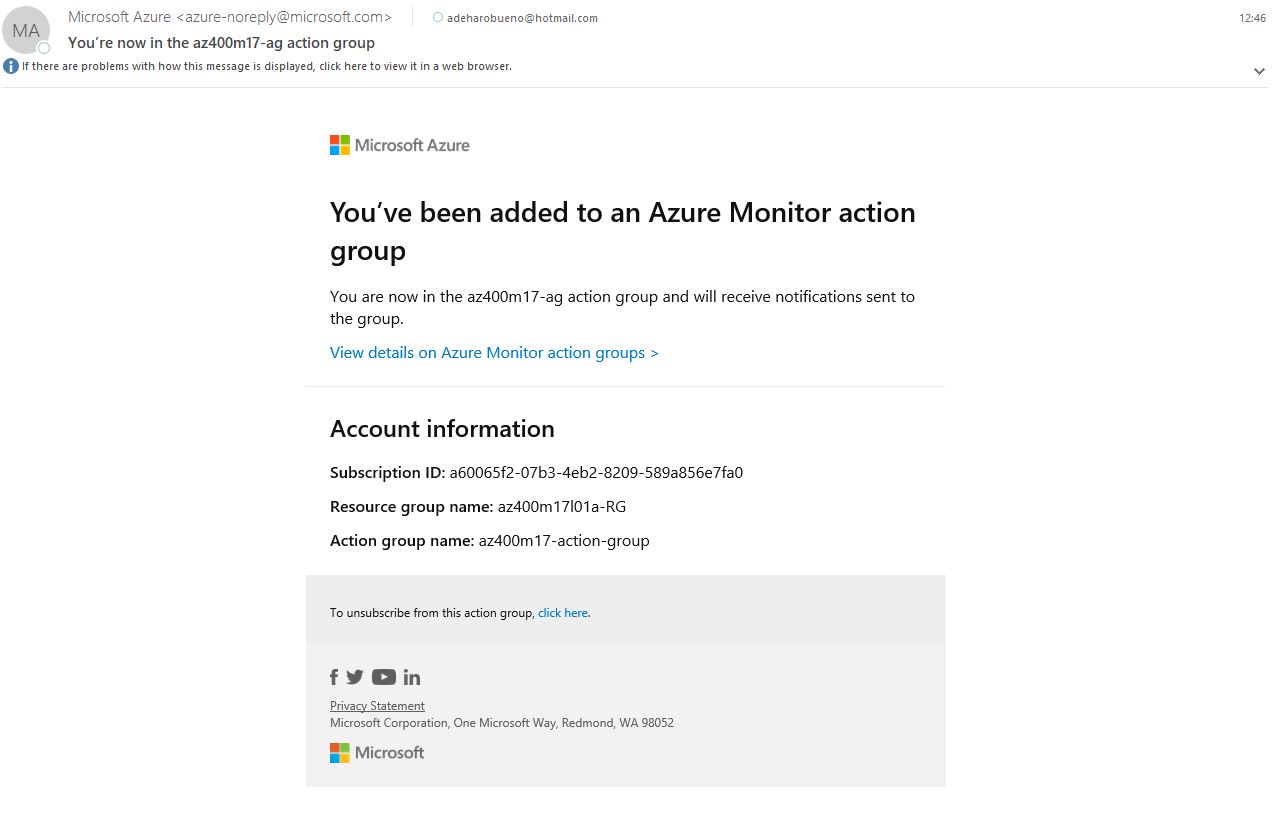 MA
Microsoft Azure <azure-noreply@microsoft.com>
adeharobueno@hotmail.com
12:46
You're now in the az400m17-ag action group
If there are problems with how this message is displayed, click here to view it in a web browser.
Microsoft Azure
You've been added to an Azure Monitor action
group
You are now in the az400m17-ag action group and will receive notifications sent to
the group.
View details on Azure Monitor action groups >
Account information
Subscription ID: a60065f2-07b3-4eb2-8209-589a856e7fa0
Resource group name: az400m17l01a-RG
Action group name: az400m17-action-group
To unsubscribe from this action group, click here.
Privacy Statement
Microsoft Corporation, One Microsoft Way, Redmond, WA 98052
Microsoft